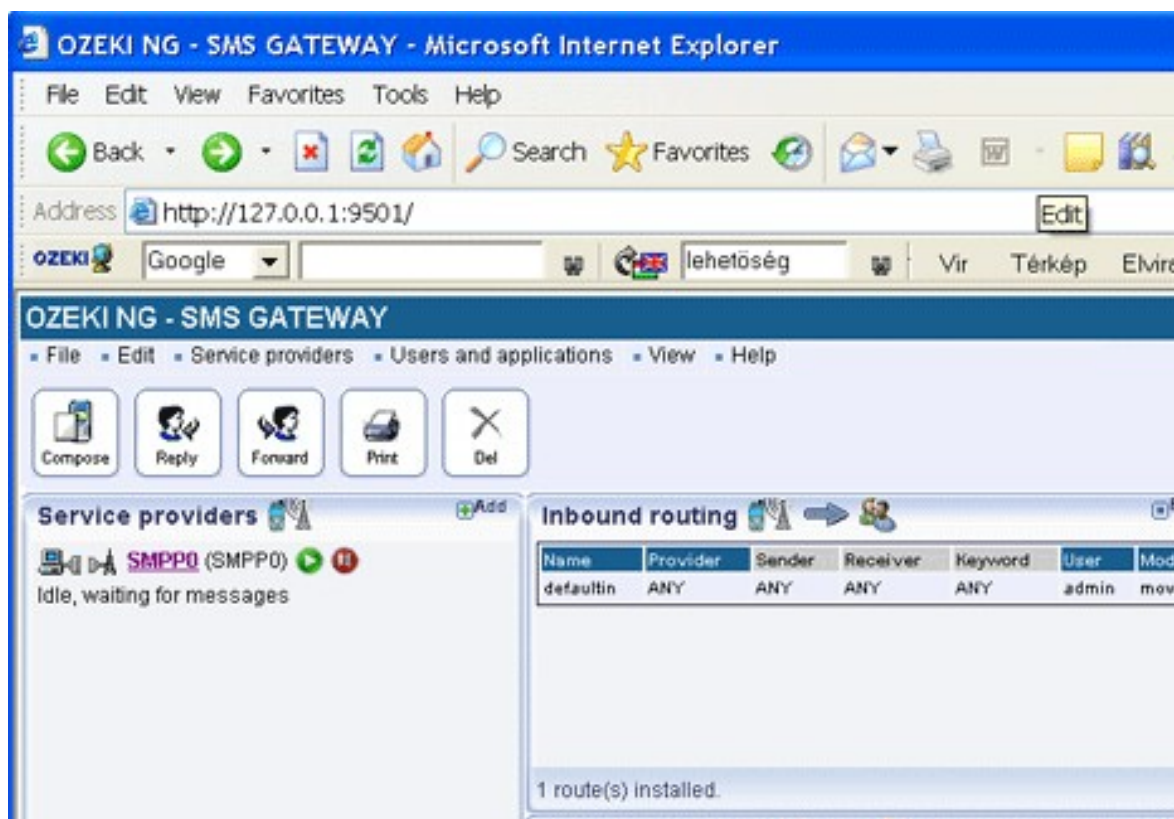 OZEKI NG - SMS GATEWAY - Microsoft Internet Explorer
File Edit View Favorites Tools Help
Back Search Favorites
Address http://127.0.0.1:9501/
Edit
OZEKI Google lehetöség Vir Térkép Elvira
OZEKI NG - SMS GATEWAY
File Edit Service providers Users and applications View Help
Compose Reply Forward Print Del
Service providers Add
SMPP0 (SMPP0)
Idle, waiting for messages
Inbound routing
Name Provider Sender Receiver Keyword User Mod
defaultin ANY ANY ANY ANY admin mov
1 route(s) installed.